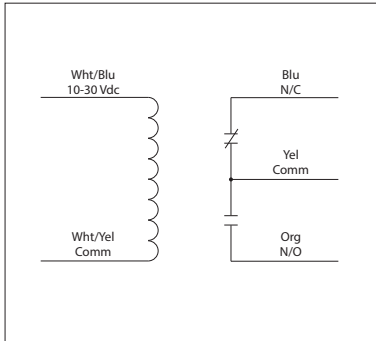 Wht/Blu
10-30 Vdc
Wht/Yel
Comm
Blu
N/C
Yel
Comm
Org
N/O